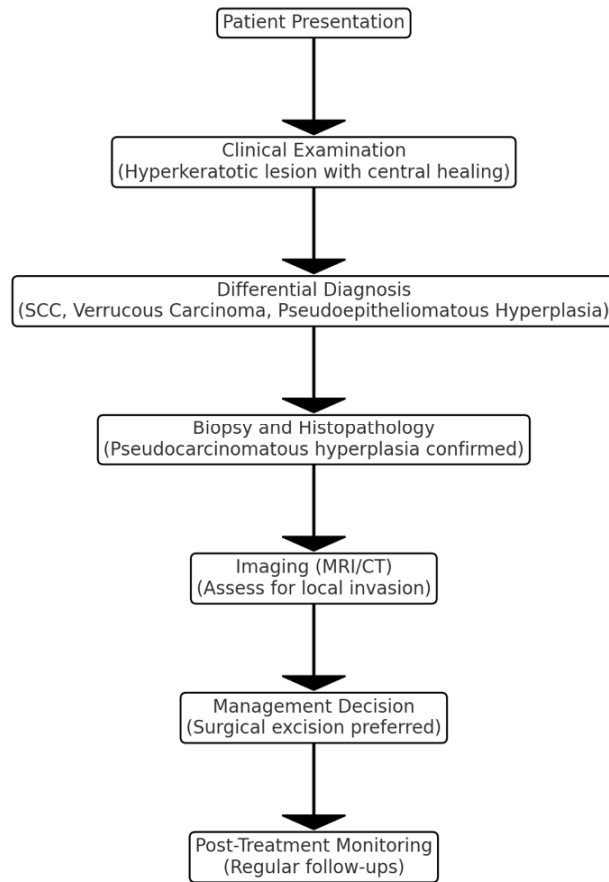 Patient Presentation
Clinical Examination
(Hyperkeratotic lesion with central healing)
Differential Diagnosis
(SCC, Verrucous Carcinoma, Pseudoepitheliomatous Hyperplasia)
Biopsy and Histopathology
(Pseudocarcinomatous hyperplasia confirmed)
Imaging (MRI/CT)
(Assess for local invasion)
Management Decision
(Surgical excision preferred)
Post-Treatment Monitoring
(Regular follow-ups)